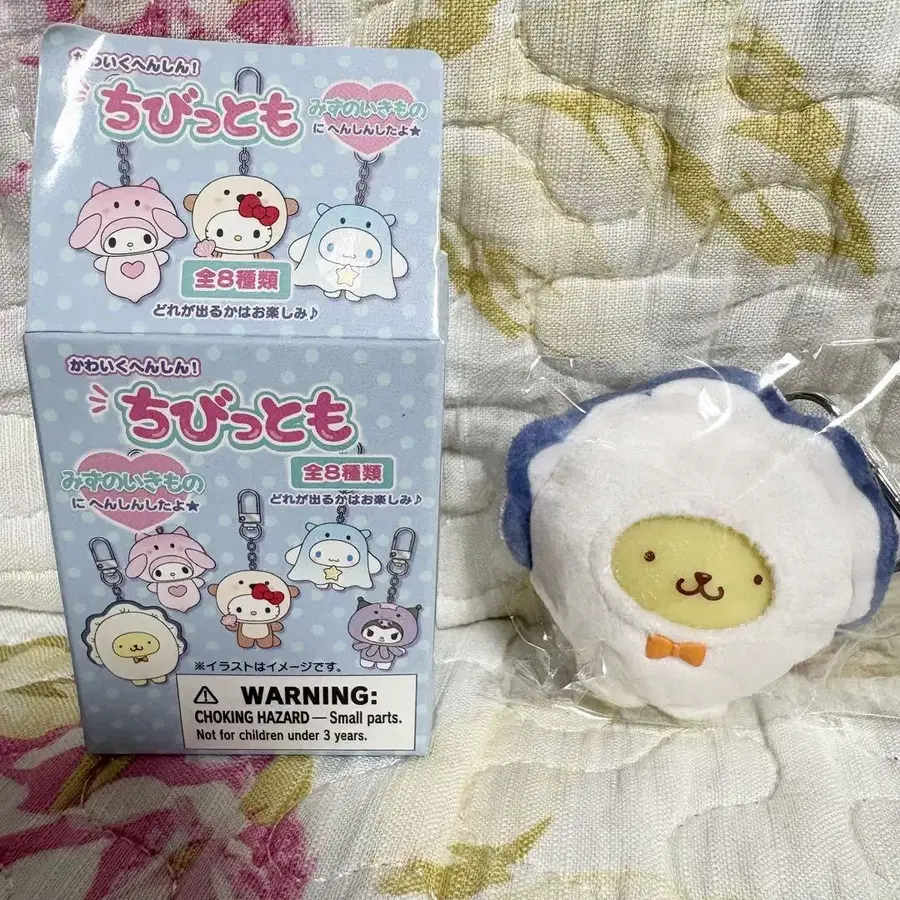 かわいくへんしん!
ちびっとも
みずのいきもの
に へんしんしたよ★
全8種類
どれが出るかはお楽しみ♪
かわいくへんしん!
ちびっとも
みずのいきもの
に へんしんしたよ★
全8種類
どれが出るかはお楽しみ♪
※イラストはイメージです。
WARNING:
CHOKING HAZARD — Small parts.
Not for children under 3 years.